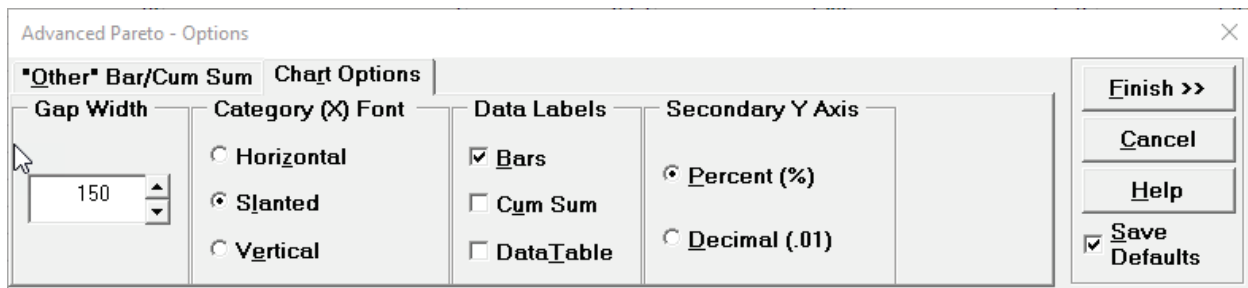 Advanced Pareto - Options
"Other" Bar/Cum Sum
Chart Options
Gap Width
150
Category (X) Font
Horizontal
Slanted
Vertical
Data Labels
Bars
Cum Sum
DataTable
Secondary Y Axis
Percent (%)
Decimal (.01)
Finish >>
Cancel
Help
Save
Defaults